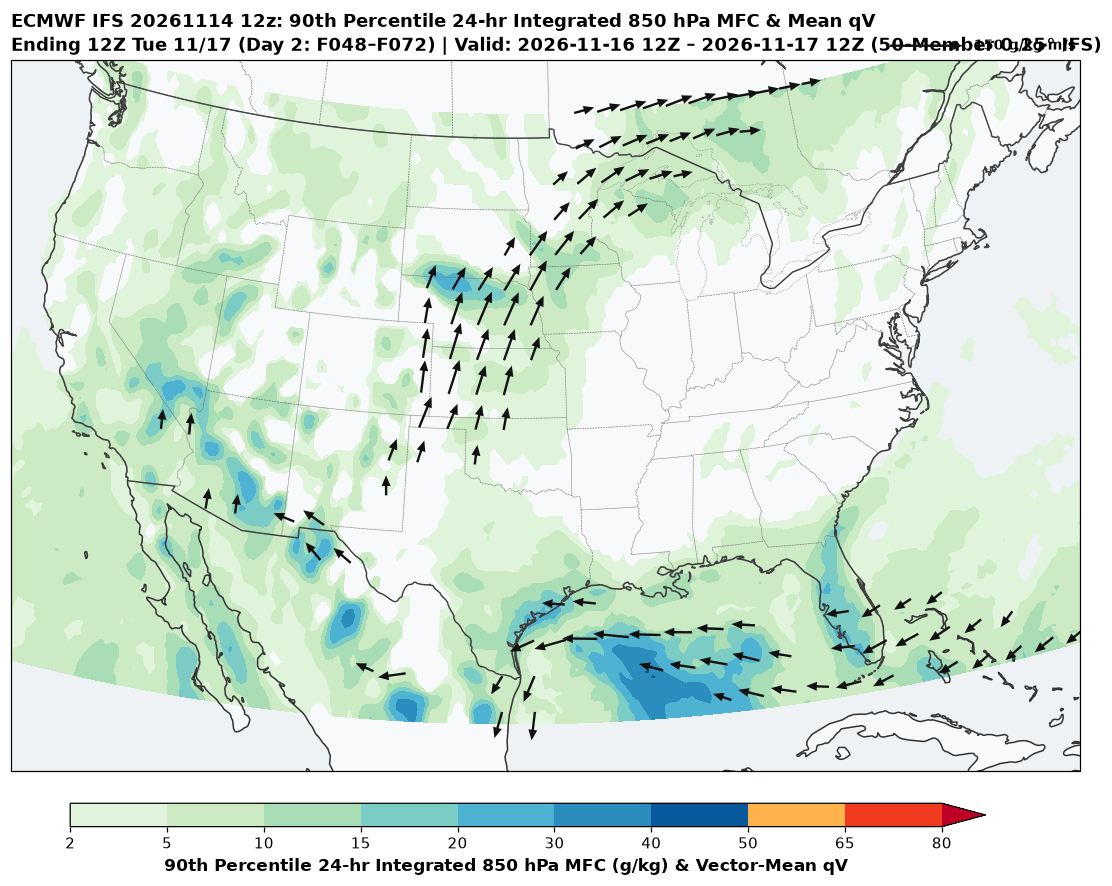 ECMWF IFS 20261114 12z: 90th Percentile 24-hr Integrated 850 hPa MFC & Mean qV
Ending 12Z Tue 11/17 (Day 2: F048–F072) | Valid: 2026-11-16 12Z – 2026-11-17 12Z (50-Member 0.25° IFS)
150 g/kg·m/s
2 5 10 15 20 30 40 50 65 80
90th Percentile 24-hr Integrated 850 hPa MFC (g/kg) & Vector-Mean qV